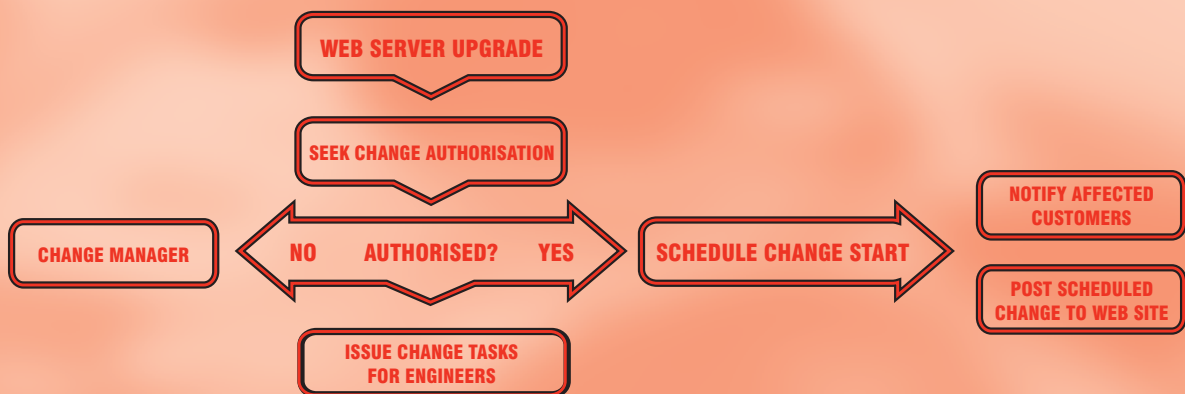 WEB SERVER UPGRADE
SEEK CHANGE AUTHORISATION
CHANGE MANAGER
NO AUTHORISED? YES
SCHEDULE CHANGE START
NOTIFY AFFECTED
CUSTOMERS
POST SCHEDULED
CHANGE TO WEB SITE
ISSUE CHANGE TASKS
FOR ENGINEERS